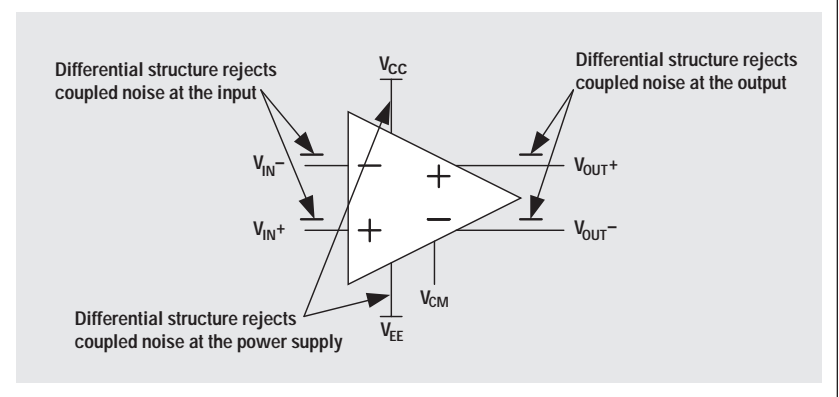 Differential structure rejects
coupled noise at the input
V_CC
Differential structure rejects
coupled noise at the output
V_IN−
− +
V_OUT+
V_IN+
+ −
V_OUT−
V_CM
Differential structure rejects
coupled noise at the power supply
V_EE